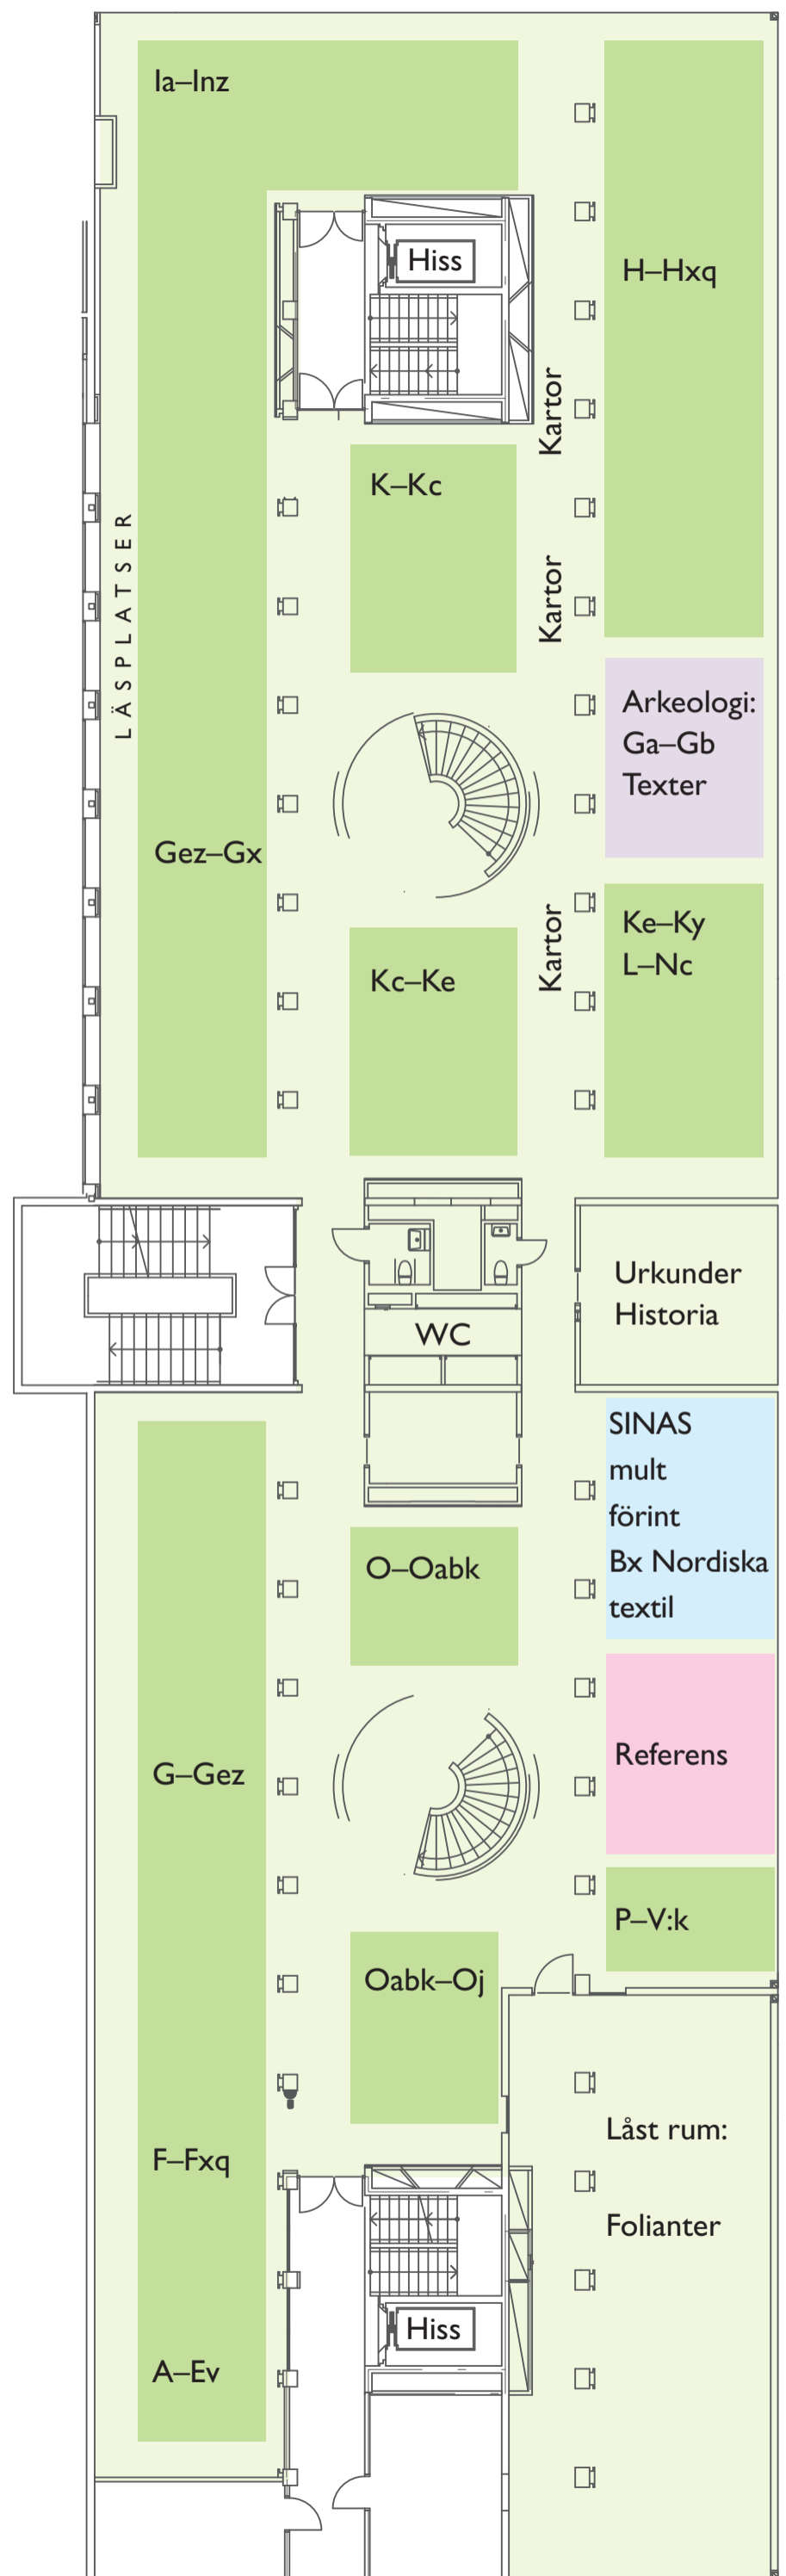 Ia–Inz
Hiss
H–Hxq
Kartor
K–Kc
LÄSPLATSER
Kartor
Arkeologi:
Ga–Gb
Texter
Gez–Gx
Kartor
Ke–Ky
L–Nc
Kc–Ke
Urkunder
Historia
WC
SINAS
mult
förint
Bx Nordiska
textil
O–Oabk
Referens
G–Gez
P–V:k
Oabk–Oj
Låst rum:
F–Fxq
Folianter
Hiss
A–Ev